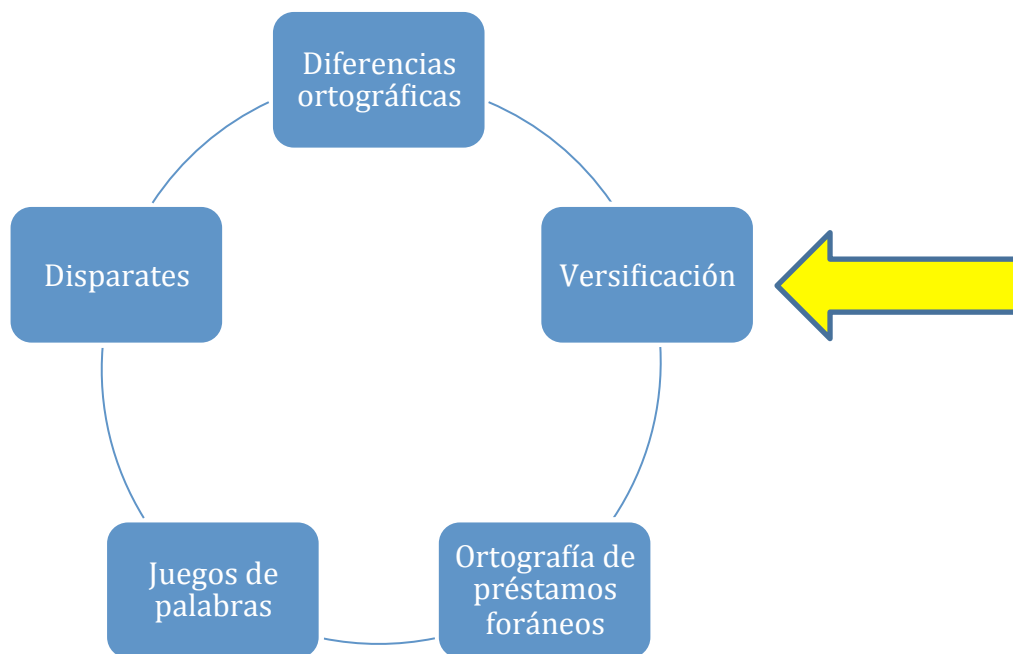 Diferencias
ortográficas
Disparates
Versificación
Juegos de
palabras
Ortografía de
préstamos
foráneos